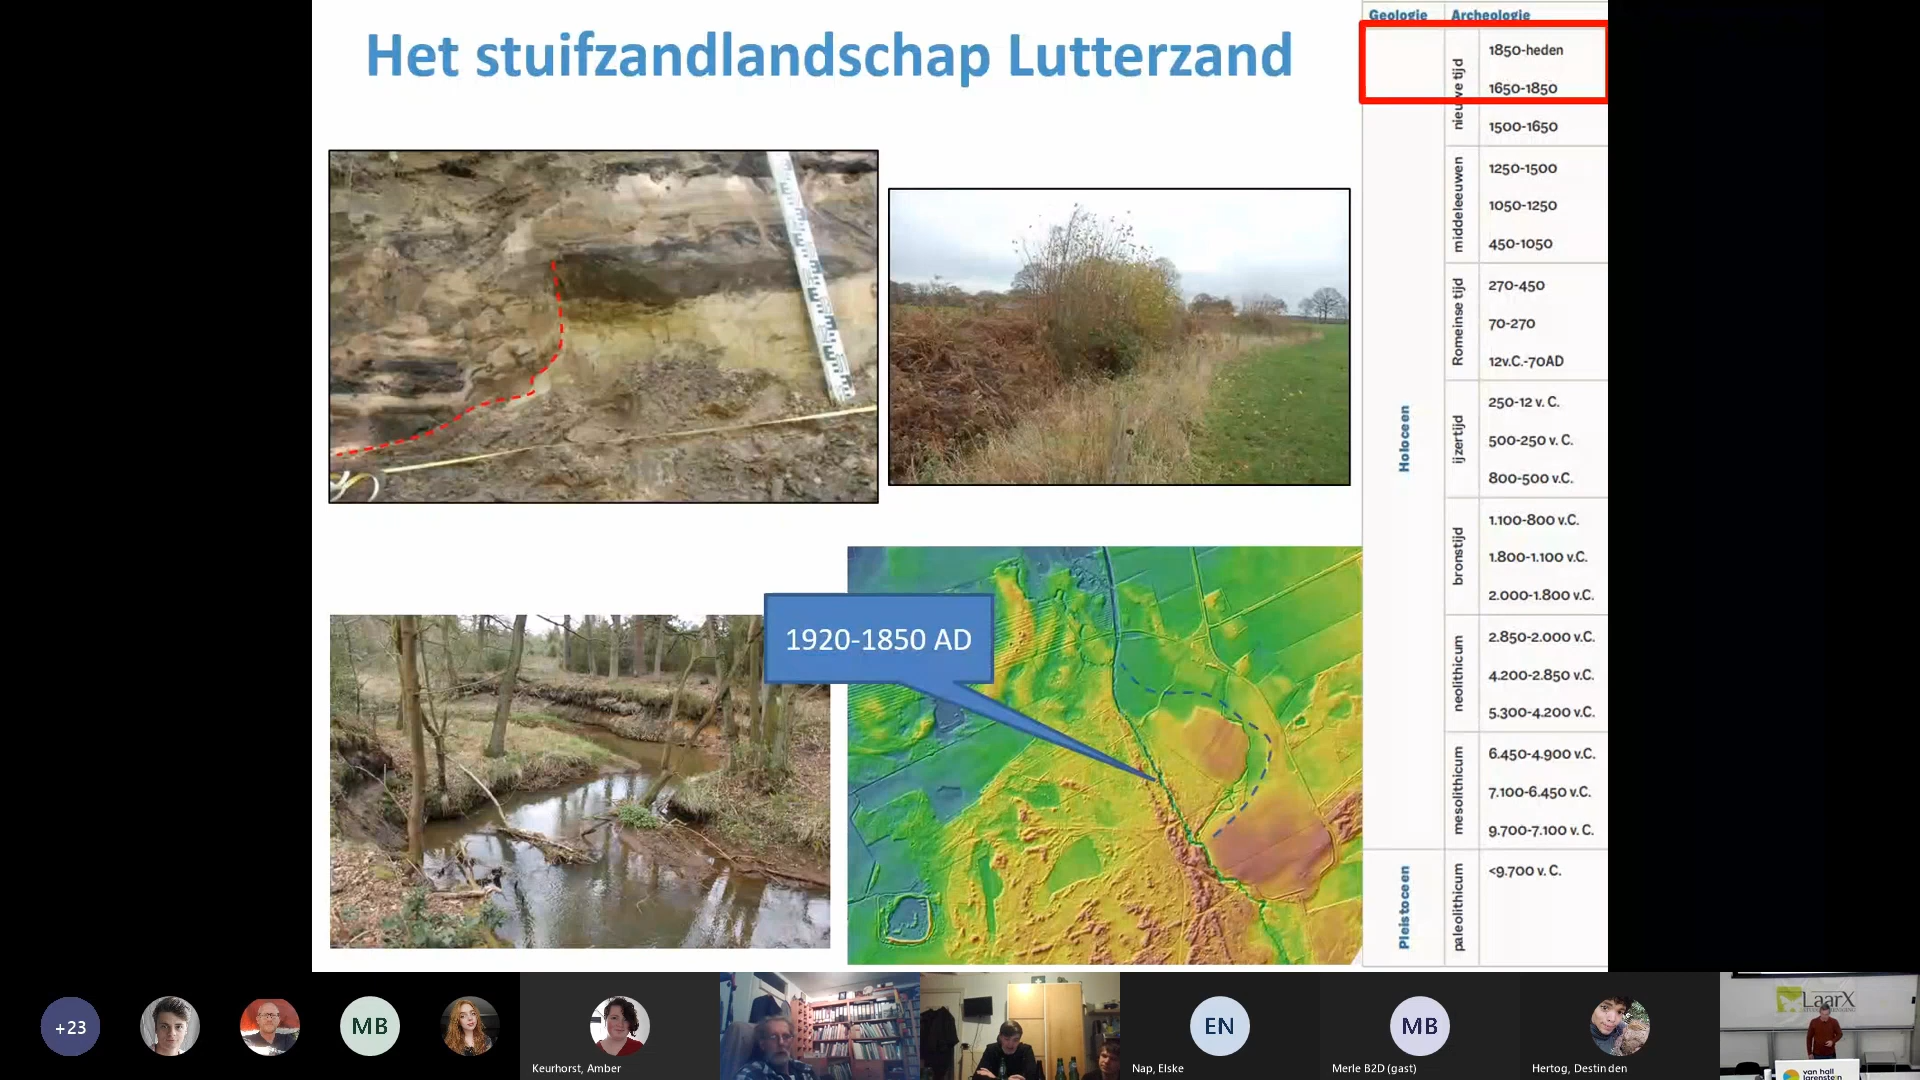 Het stuifzandlandschap Lutterzand
Geologie Archeologie
nieuwe tijd
1850-heden
1650-1850
1500-1650
middeleeuwen
1250-1500
1050-1250
450-1050
Romeinse tijd
270-450
70-270
12v.C.-70AD
Holoceen
ijzertijd
250-12 v. C.
500-250 v. C.
800-500 v.C.
bronstijd
1.100-800 v.C.
1.800-1.100 v.C.
2.000-1.800 v.C.
neolithicum
2.850-2.000 v.C.
4.200-2.850 v.C.
5.300-4.200 v.C.
mesolithicum
6.450-4.900 v.C.
7.100-6.450 v.C.
9.700-7.100 v. C.
Pleistoceen
paleolithicum
<9.700 v. C.
1920-1850 AD
+23
MB
Keurhorst, Amber
EN
Nap, Elske
MB
Merle B2D (gast)
Hertog, Destin den
LaarX
van hall
larenstein